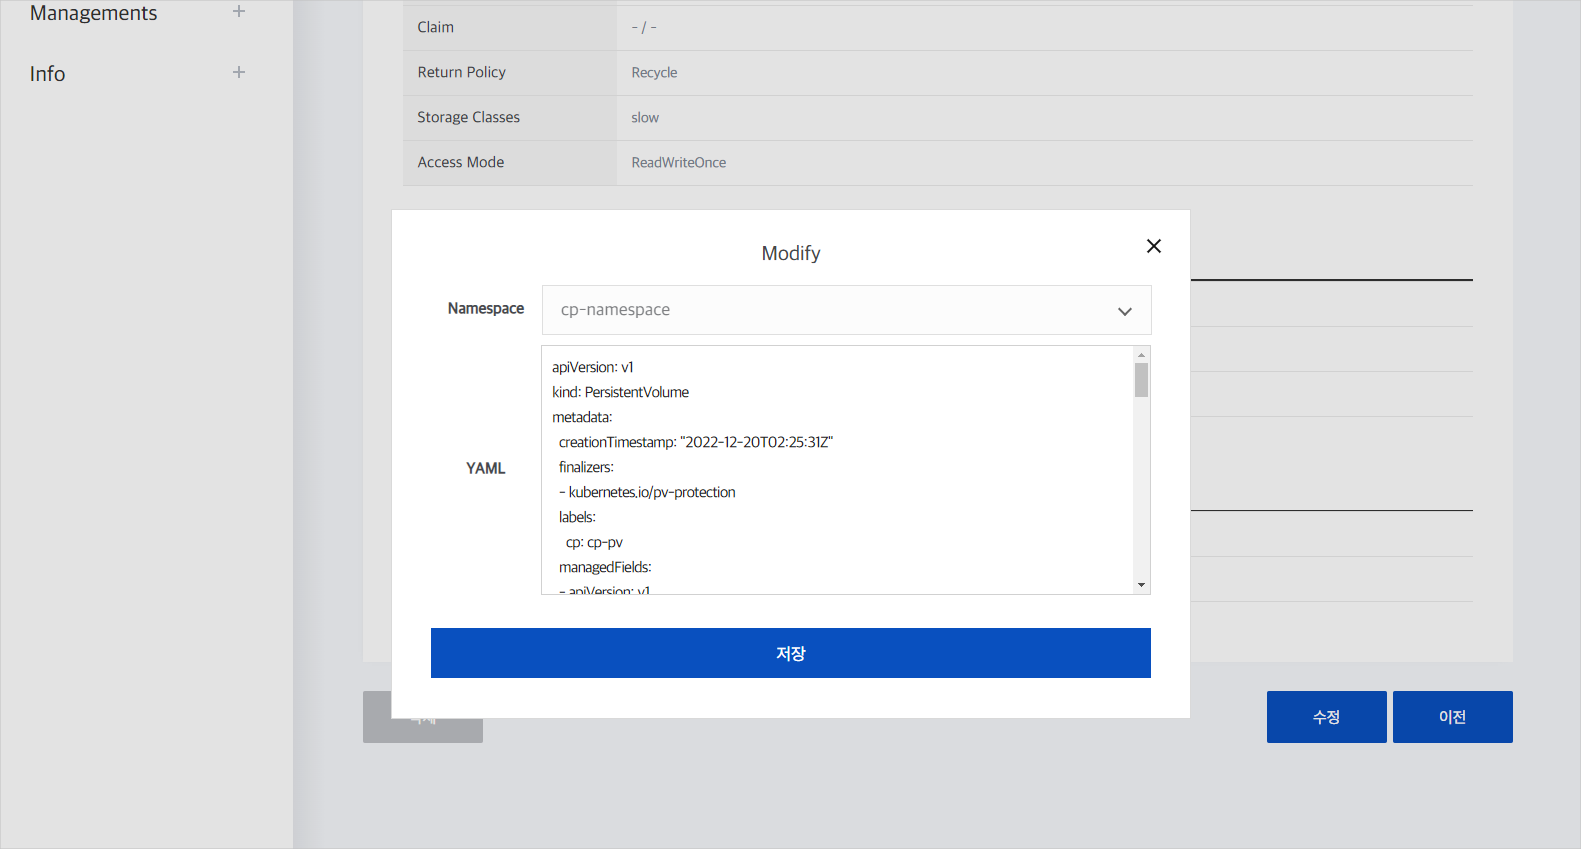 Managements
Info
Claim
- / -
Return Policy
Recycle
Storage Classes
slow
Access Mode
ReadWriteOnce
Modify
Namespace
cp-namespace
YAML
apiVersion: v1
kind: PersistentVolume
metadata:
creationTimestamp: "2022-12-20T02:25:31Z"
finalizers:
- kubernetes.io/pv-protection
labels:
cp: cp-pv
managedFields:
- apiVersion: v1
저장
수정
이전